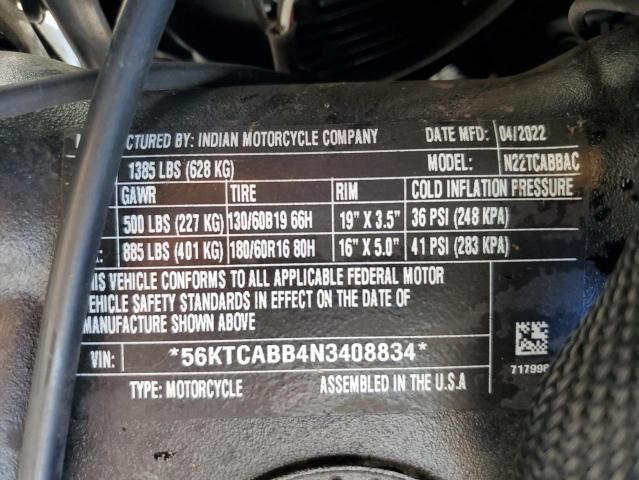 CTURED BY: INDIAN MOTORCYCLE COMPANY DATE MFD: 04/2022
1385 LBS (628 KG) MODEL: N22TCABBAC
GAWR TIRE RIM COLD INFLATION PRESSURE
500 LBS (227 KG) 130/60B19 66H 19" X 3.5" 36 PSI (248 KPA)
885 LBS (401 KG) 180/60R16 80H 16" X 5.0" 41 PSI (283 KPA)
HIS VEHICLE CONFORMS TO ALL APPLICABLE FEDERAL MOTOR
VEHICLE SAFETY STANDARDS IN EFFECT ON THE DATE OF
MANUFACTURE SHOWN ABOVE
VIN: *56KTCABB4N3408834*
TYPE: MOTORCYCLE ASSEMBLED IN THE U.S.A